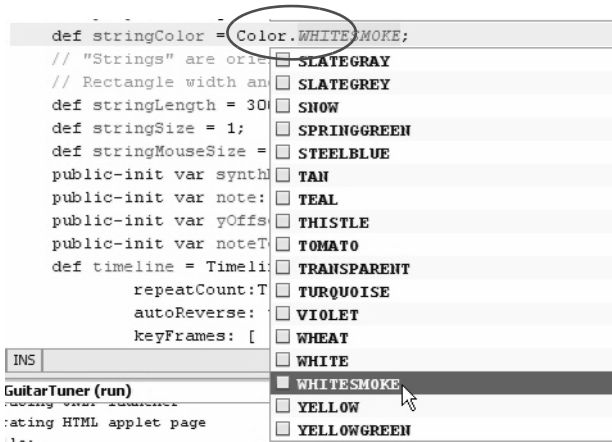 def stringColor = Color.WHITESMOKE;
// "Strings" are orie
// Rectangle width an
def stringLength = 30
def stringSize = 1;
def stringMouseSize =
public-init var synth
public-init var note:
public-init var yOffs
public-init var noteT
def timeline = Timeli
repeatCount:T
autoReverse:
keyFrames: [
SLATEGRAY
SLATEGREY
SNOW
SPRINGGREEN
STEELBLUE
TAN
TEAL
THISTLE
TOMATO
TRANSPARENT
TURQUOISE
VIOLET
WHEAT
WHITE
WHITESMOKE
YELLOW
YELLOWGREEN
INS
GuitarTuner (run)
rating HTML applet page